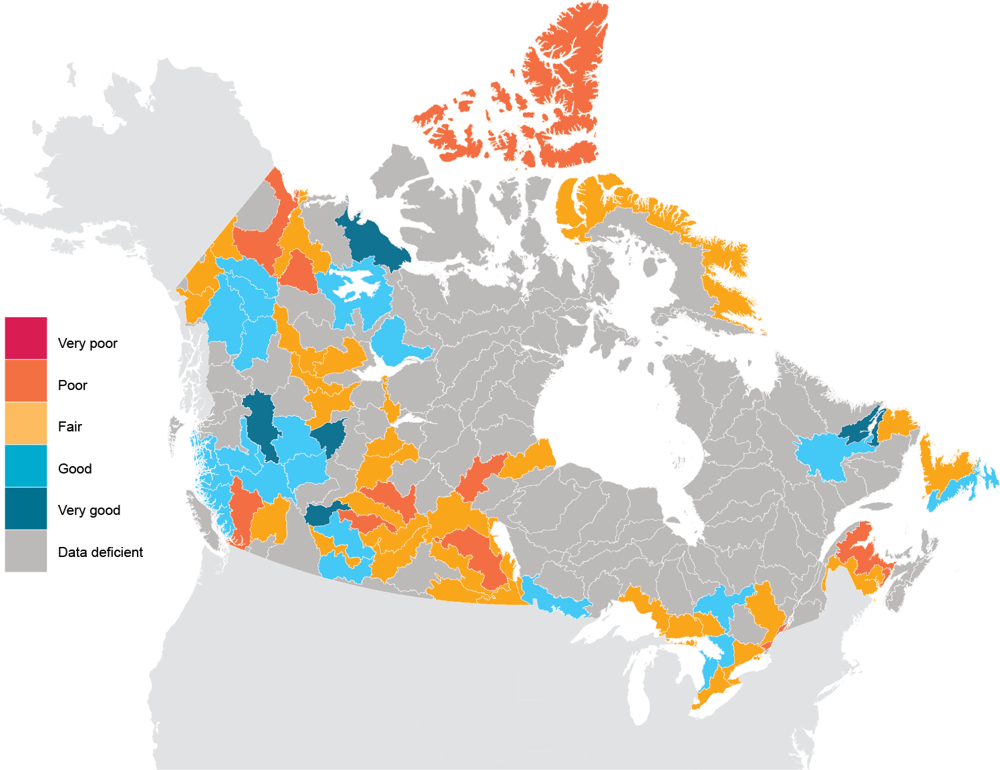 Very poor
Poor
Fair
Good
Very good
Data deficient